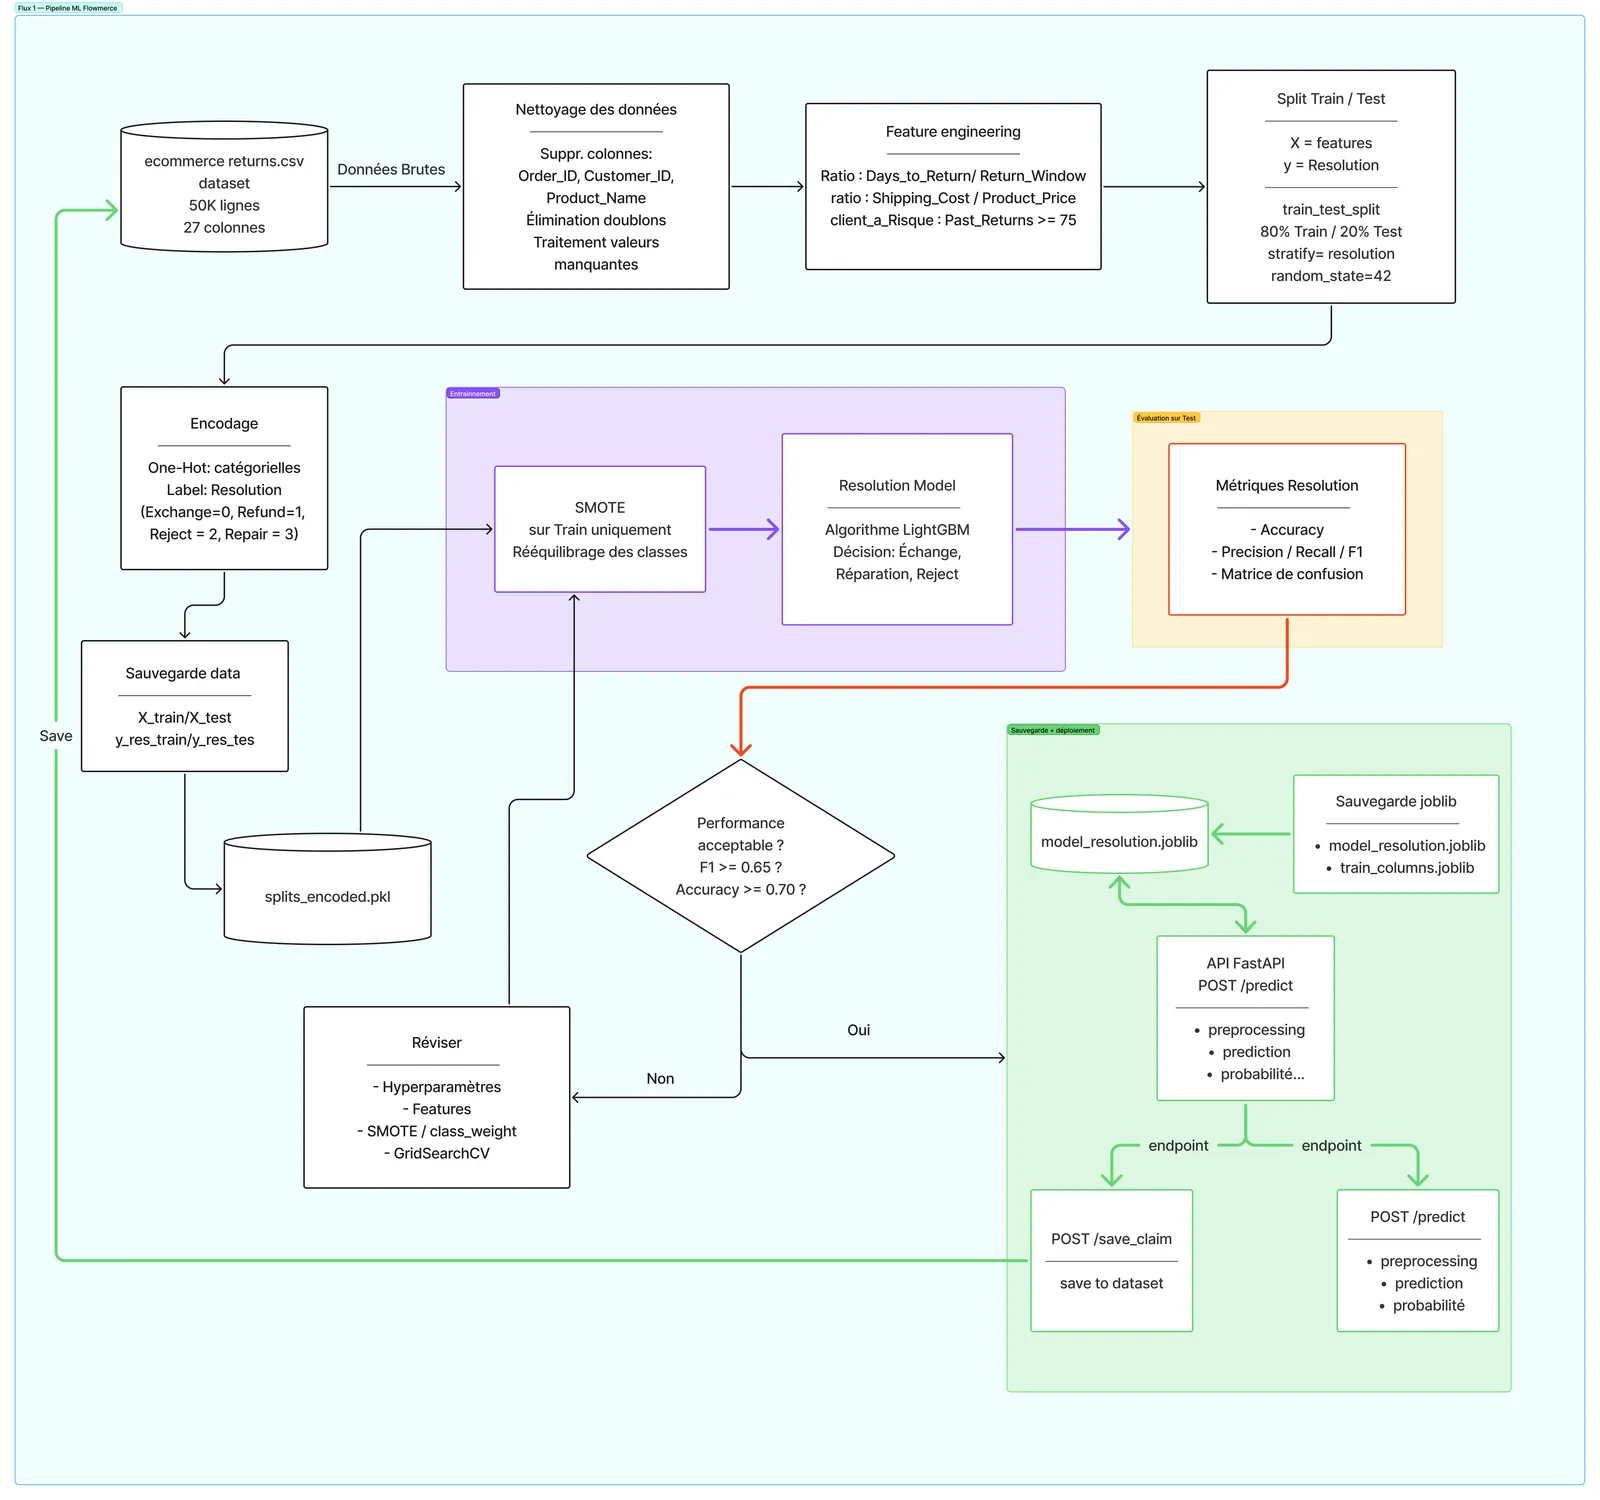 Flux 1 — Pipeline ML Flowmerce
ecommerce returns.csv
dataset
50K lignes
27 colonnes
Données Brutes
Nettoyage des données
Suppr. colonnes:
Order_ID, Customer_ID,
Product_Name
Élimination doublons
Traitement valeurs
manquantes
Feature engineering
Ratio : Days_to_Return/ Return_Window
ratio : Shipping_Cost / Product_Price
client_a_Risque : Past_Returns >= 75
Split Train / Test
X = features
y = Resolution
train_test_split
80% Train / 20% Test
stratify= resolution
random_state=42
Encodage
One-Hot: catégorielles
Label: Resolution
(Exchange=0, Refund=1,
Reject = 2, Repair = 3)
Entrainnement
SMOTE
sur Train uniquement
Rééquilibrage des classes
Resolution Model
Algorithme LightGBM
Décision: Échange,
Réparation, Reject
Évaluation sur Test
Métriques Resolution
- Accuracy
- Precision / Recall / F1
- Matrice de confusion
Sauvegarde data
X_train/X_test
y_res_train/y_res_tes
Save
splits_encoded.pkl
Performance
acceptable ?
F1 >= 0.65 ?
Accuracy >= 0.70 ?
Oui
Non
Réviser
- Hyperparamètres
- Features
- SMOTE / class_weight
- GridSearchCV
Sauvegarde + déploiement
model_resolution.joblib
Sauvegarde joblib
• model_resolution.joblib
• train_columns.joblib
API FastAPI
POST /predict
• preprocessing
• prediction
• probabilité...
endpoint
endpoint
POST /save_claim
save to dataset
POST /predict
• preprocessing
• prediction
• probabilité